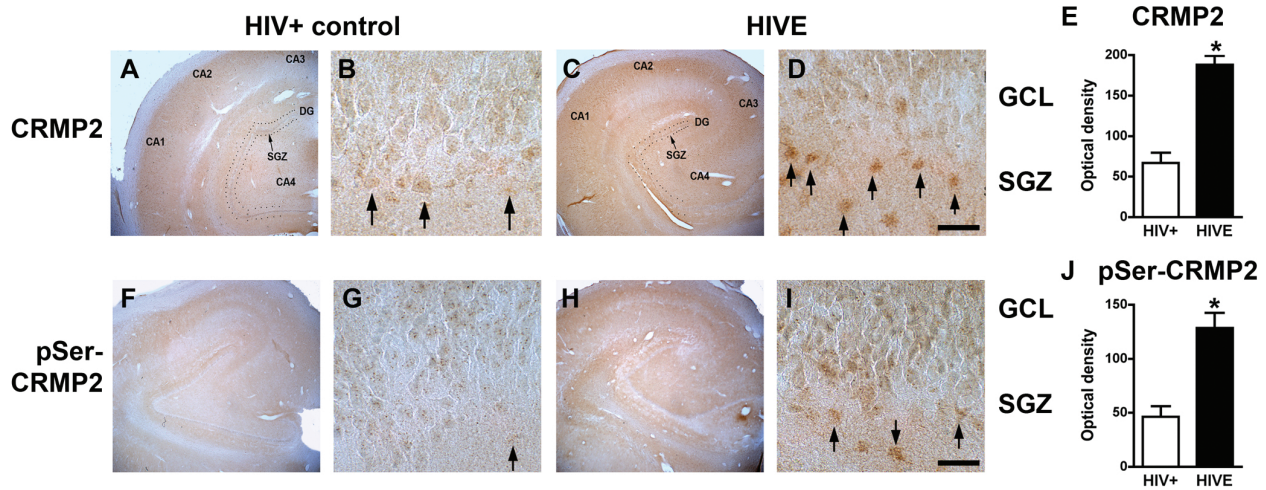 HIV+ control
HIVE
E
CRMP2
CRMP2
A
CA1
CA2
CA3
DG
SGZ
CA4
B
C
CA1
CA2
CA3
DG
SGZ
CA4
D
GCL
SGZ
Optical density
200
150
100
50
0
*
HIV+
HIVE
pSer-
CRMP2
F
G
H
I
GCL
SGZ
J
pSer-CRMP2
Optical density
150
100
50
0
*
HIV+
HIVE